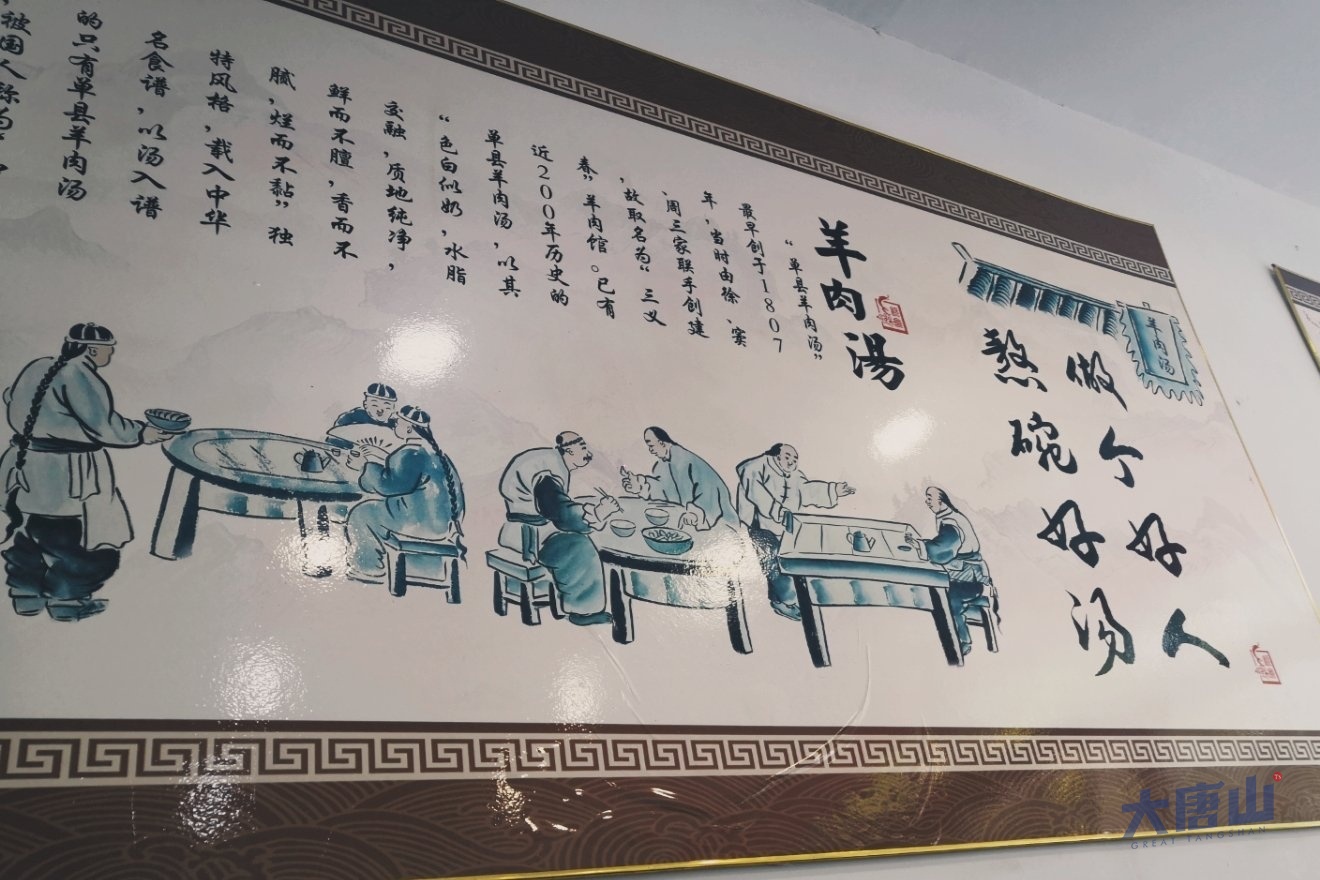 做个好人
熬碗好汤
羊肉汤
羊肉湯
“单县羊肉汤”
最早创于1807
年，当时由徐、窦
、周三家联手创建
，故取名为“三义
春”羊肉馆。已有
近200年历史的
单县羊肉汤，以其
“色白似奶，水脂
交融，质地纯净，
鲜而不膻，香而不
腻，烂而不黏”独
特风格，载入中华
名食谱，以汤入谱
的只有单县羊肉汤
，被国人称为
大唐山
GREAT TANGSHAN